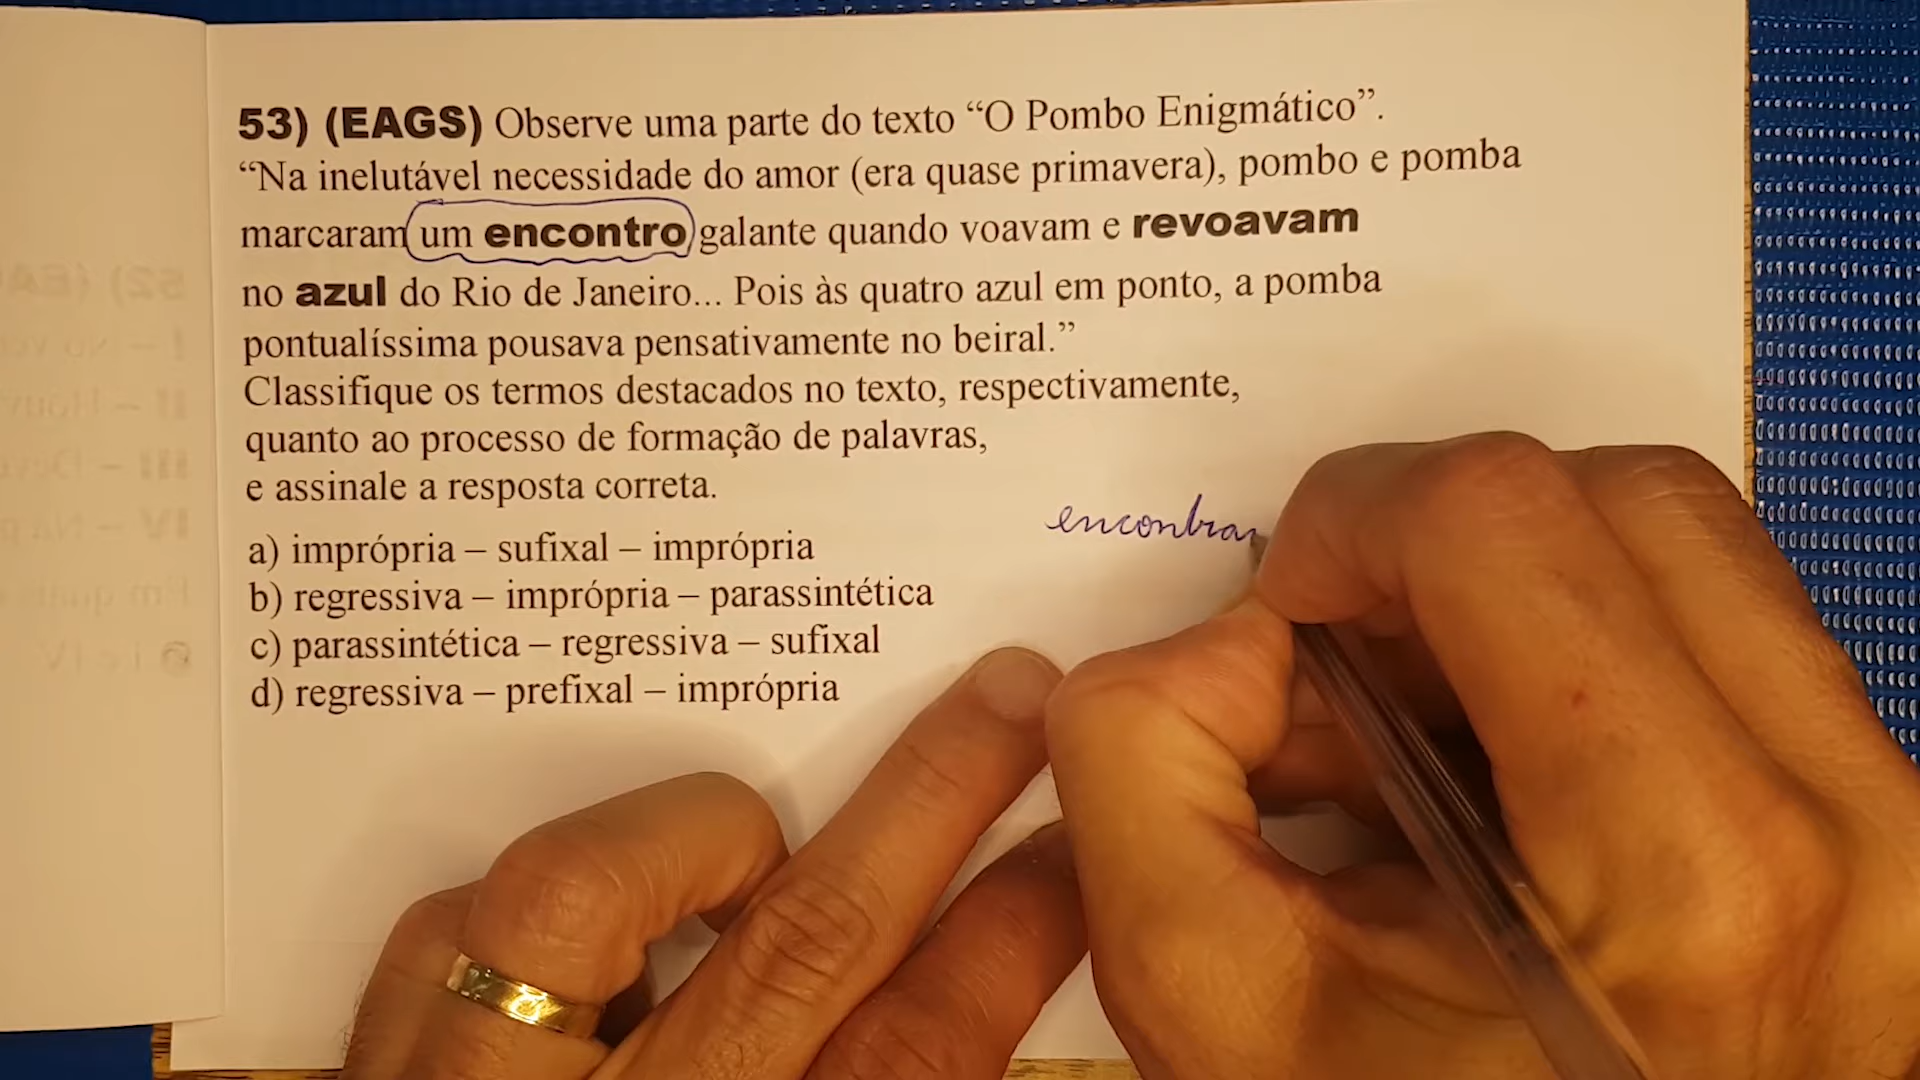 53) (EAGS) Observe uma parte do texto “O Pombo Enigmático”.
“Na inelutável necessidade do amor (era quase primavera), pombo e pomba
marcaram um encontro galante quando voavam e revoavam
no azul do Rio de Janeiro... Pois às quatro azul em ponto, a pomba
pontualíssima pousava pensativamente no beiral.”
Classifique os termos destacados no texto, respectivamente,
quanto ao processo de formação de palavras,
e assinale a resposta correta.
encontrar
a) imprópria – sufixal – imprópria
b) regressiva – imprópria – parassintética
c) parassintética – regressiva – sufixal
d) regressiva – prefixal – imprópria